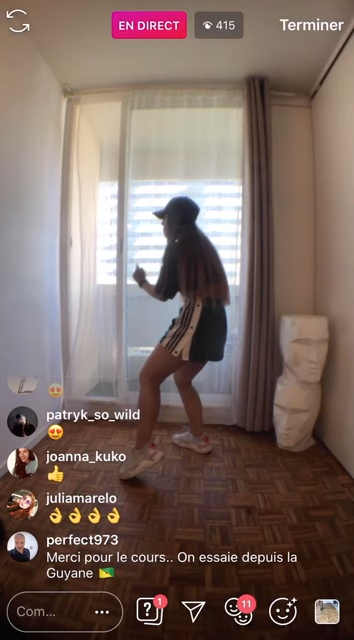 EN DIRECT
415
Terminer
patryk_so_wild
😍
joanna_kuko
👍
juliamarelo
👌👌👌👌
perfect973
Merci pour le cours.. On essaie depuis la
Guyane 🇬🇫
Com...
1
11